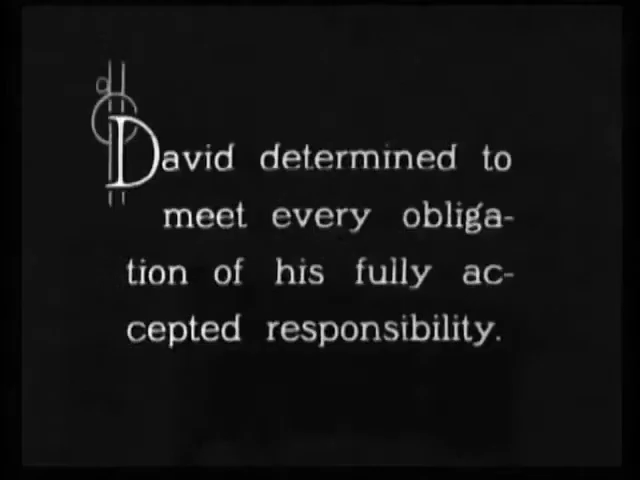 David determined to
meet every obliga-
tion of his fully ac-
cepted responsibility.